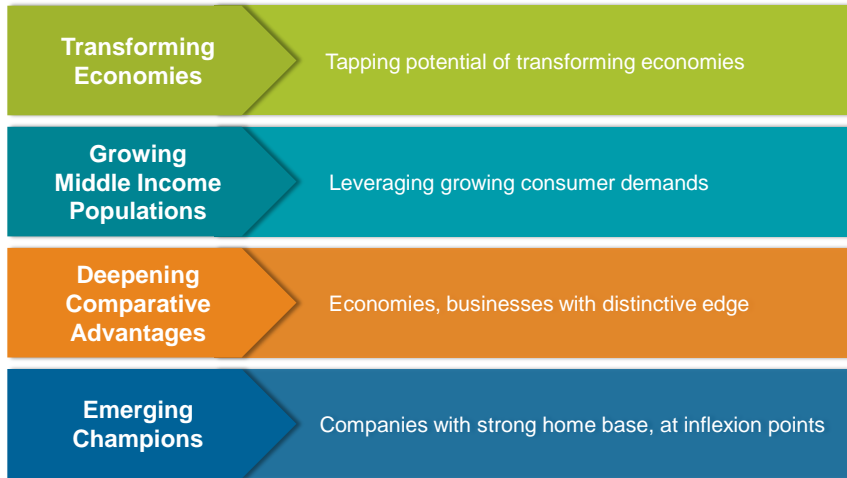 Transforming
Economies
Tapping potential of transforming economies
Growing
Middle Income
Populations
Leveraging growing consumer demands
Deepening
Comparative
Advantages
Economies, businesses with distinctive edge
Emerging
Champions
Companies with strong home base, at inflexion points